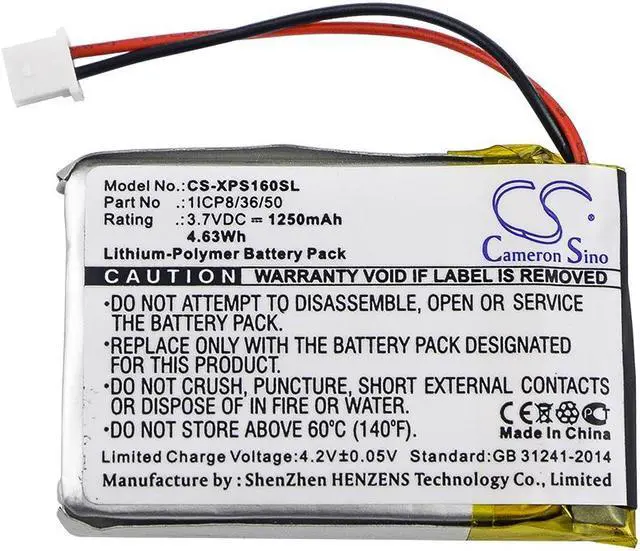 Model No.:CS-XPS160SL
Part No :1ICP8/36/50
Rating :3.7VDC ⎓ 1250mAh
4.63Wh
Lithium-Polymer Battery Pack
CS
Cameron Sino
CAUTION WARRANTY VOID IF LABEL IS REMOVED
•DO NOT ATTEMPT TO DISASSEMBLE, OPEN OR SERVICE
THE BATTERY PACK.
•REPLACE ONLY WITH THE BATTERY PACK DESIGNATED
FOR THIS PRODUCT.
•DO NOT CRUSH, PUNCTURE, SHORT EXTERNAL CONTACTS
OR DISPOSE OF IN FIRE OR WATER.
•DO NOT STORE ABOVE 60°C (140°F).
CE
EAC
Made In China
Limited Charge Voltage:4.2V±0.05V Standard:GB 31241-2014
Manufacture by : ShenZhen HENZENS Technology Co., Ltd.